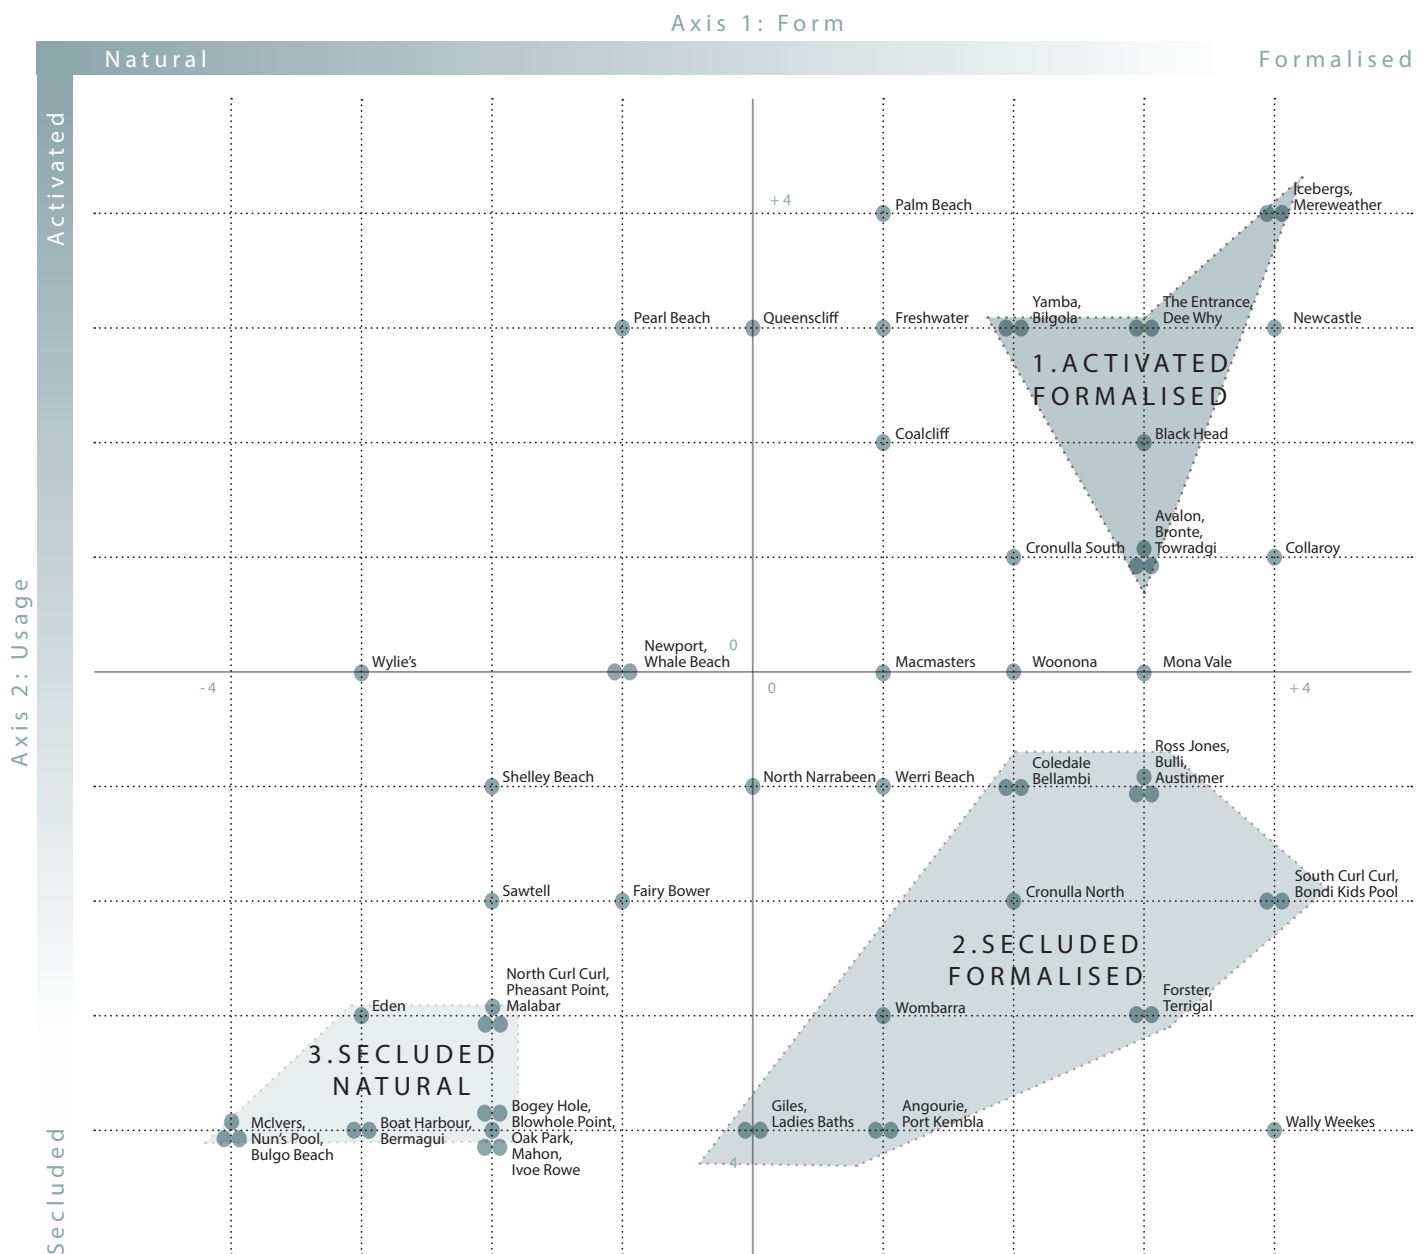 Axis 1: Form
Natural
Formalised
Activated
Axis 2: Usage
Secluded
+4
Palm Beach
Icebergs,
Mereweather
Pearl Beach
Queenscliff
Freshwater
Yamba,
Bilgola
The Entrance,
Dee Why
Newcastle
1.ACTIVATED
FORMALISED
Coalcliff
Black Head
Cronulla South
Avalon,
Bronte,
Towradgi
Collaroy
Wylie's
Newport,
Whale Beach
0
Macmasters
Woonona
Mona Vale
-4
0
+4
Shelley Beach
North Narrabeen
Werri Beach
Coledale
Bellambi
Ross Jones,
Bulli,
Austinmer
Sawtell
Fairy Bower
Cronulla North
South Curl Curl,
Bondi Kids Pool
2.SECLUDED
FORMALISED
Eden
North Curl Curl,
Pheasant Point,
Malabar
Wombarra
Forster,
Terrigal
3.SECLUDED
NATURAL
McIvers,
Nun's Pool,
Bulgo Beach
Boat Harbour,
Bermagui
Bogey Hole,
Blowhole Point,
Oak Park,
Mahon,
Ivoe Rowe
Giles,
Ladies Baths
Angourie,
Port Kembla
Wally Weekes
4-